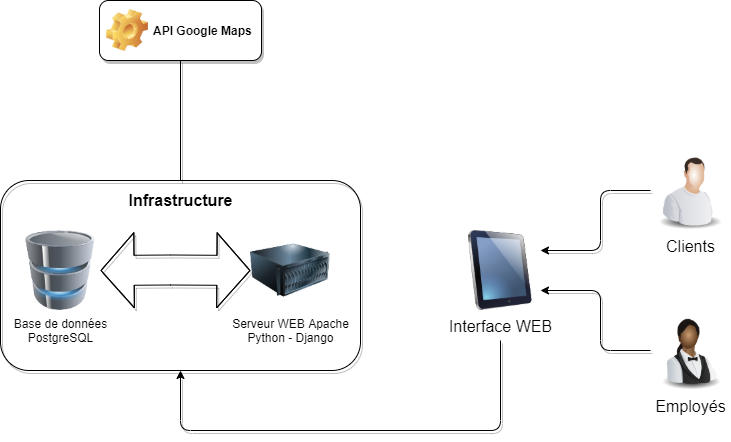 API Google Maps
Infrastructure
Base de données
PostgreSQL
Serveur WEB Apache
Python - Django
Interface WEB
Clients
Employés